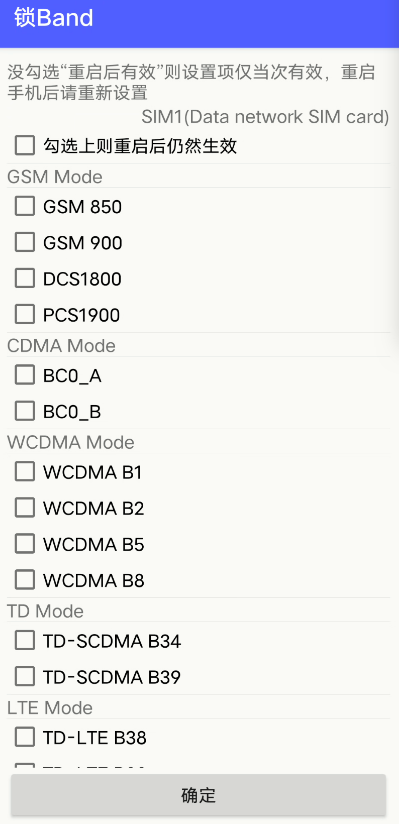 锁Band
没勾选“重启后有效”则设置项仅当次有效，重启
手机后请重新设置
SIM1(Data network SIM card)
勾选上则重启后仍然生效
GSM Mode
GSM 850
GSM 900
DCS1800
PCS1900
CDMA Mode
BC0_A
BC0_B
WCDMA Mode
WCDMA B1
WCDMA B2
WCDMA B5
WCDMA B8
TD Mode
TD-SCDMA B34
TD-SCDMA B39
LTE Mode
TD-LTE B38
确定